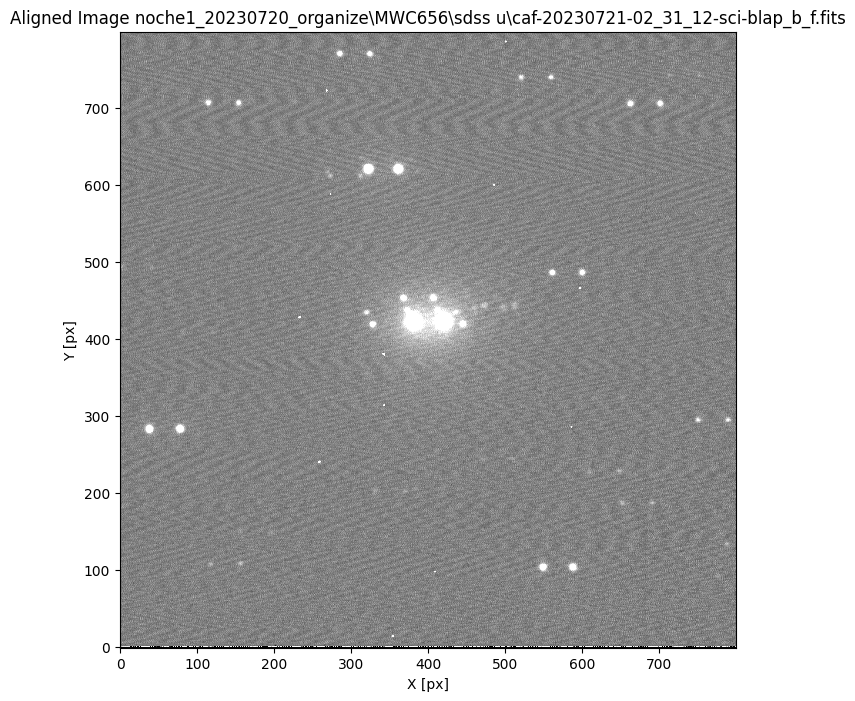 Aligned Image noche1_20230720_organize\MWC656\sdss u\caf-20230721-02_31_12-sci-blap_b_f.fits
700
600
500
400
300
200
100
0
0 100 200 300 400 500 600 700
Y [px]
X [px]